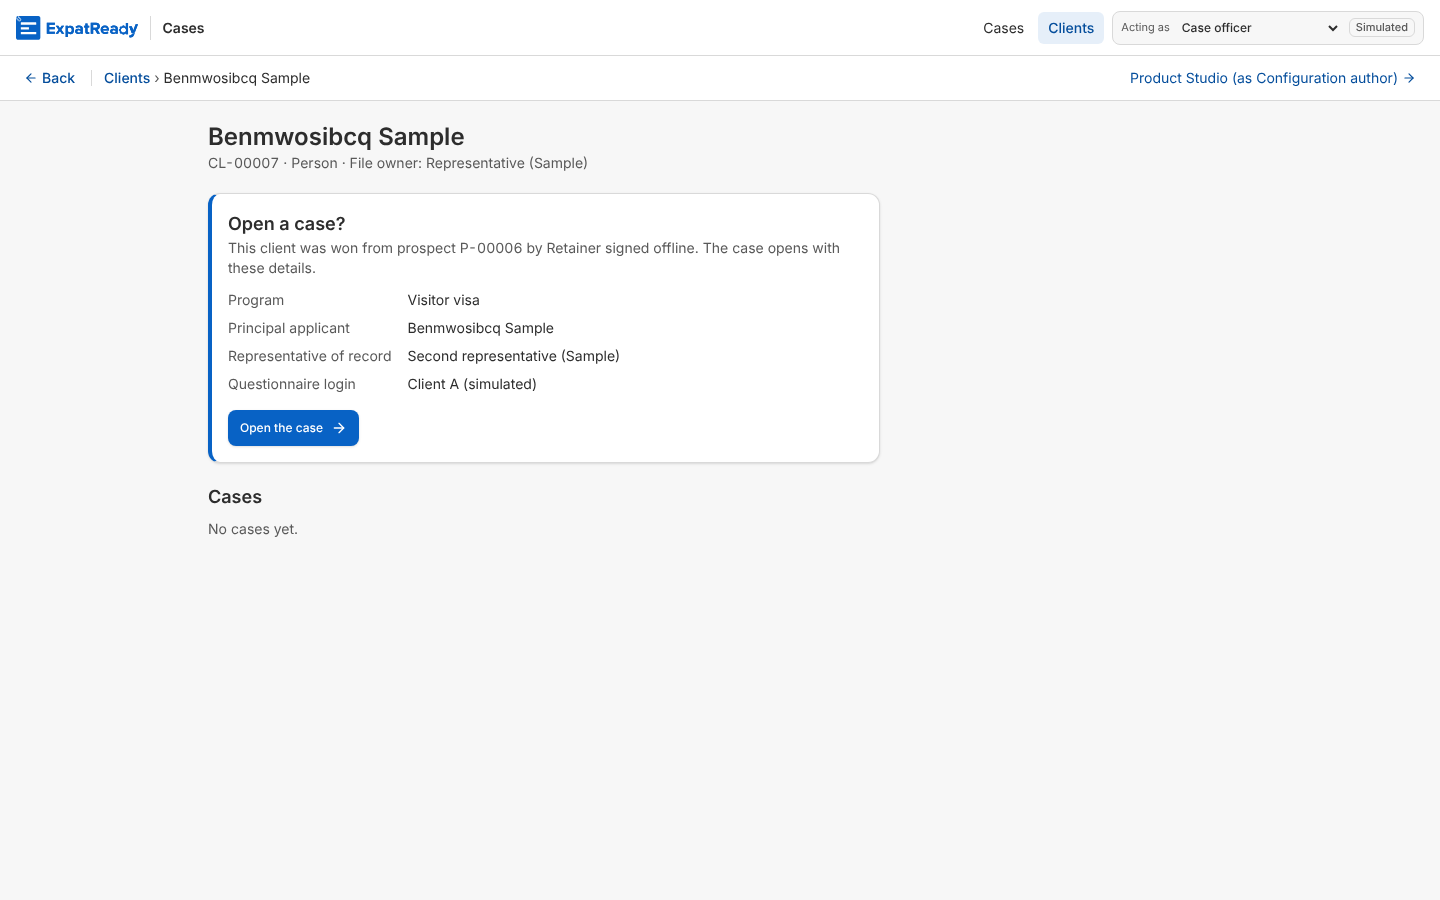 ExpatReady
Cases
Cases
Clients
Acting as
Case officer
Simulated
Back
Clients › Benmwosibcq Sample
Product Studio (as Configuration author)
Benmwosibcq Sample
CL-00007 · Person · File owner: Representative (Sample)
Open a case?
This client was won from prospect P-00006 by Retainer signed offline. The case opens with
these details.
Program Visitor visa
Principal applicant Benmwosibcq Sample
Representative of record Second representative (Sample)
Questionnaire login Client A (simulated)
Open the case
Cases
No cases yet.